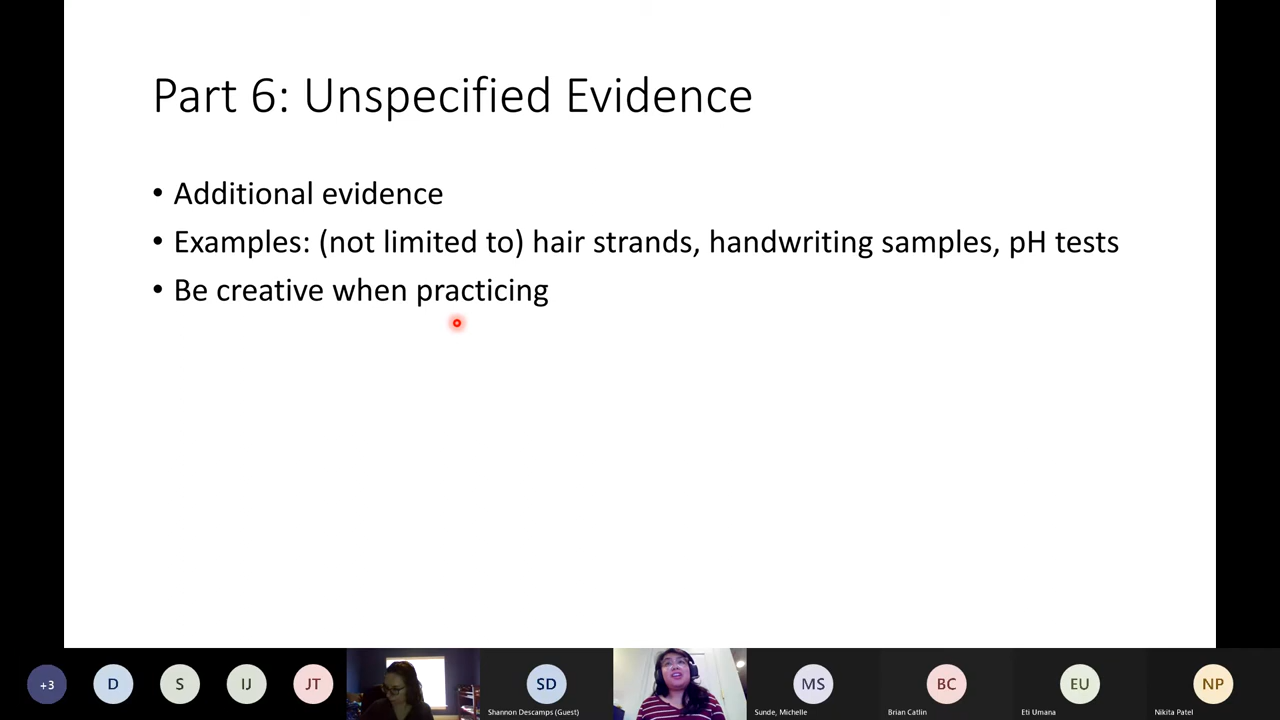 Part 6: Unspecified Evidence
• Additional evidence
• Examples: (not limited to) hair strands, handwriting samples, pH tests
• Be creative when practicing
+3
D
S
IJ
JT
SD
Shannon Descamps (Guest)
MS
Sunde, Michelle
BC
Brian Catlin
EU
Eti Umana
NP
Nikita Patel